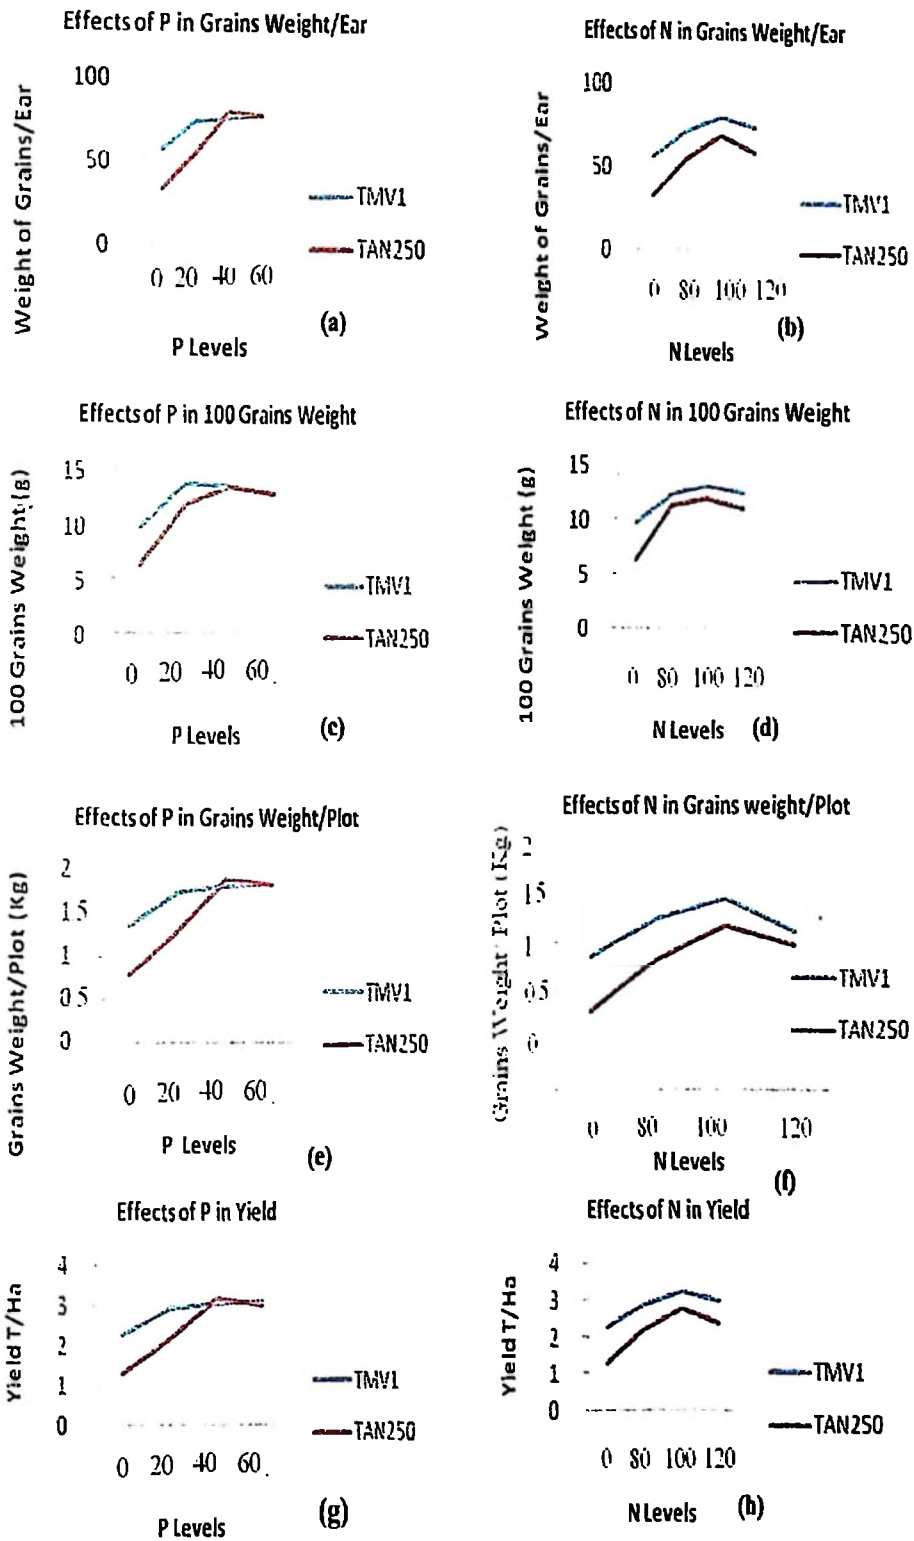 Effects of P in Grains Weight/Ear
Weight of Grains/Ear
100
50
0
0 20 40 60
P Levels
TMV1
TAN250
(a)
Effects of N in Grains Weight/Ear
Weight of Grains/Ear
100
50
0
0 80 100 120
N Levels
TMV1
TAN250
(b)
Effects of P in 100 Grains Weight
100 Grains Weight (g)
15
10
5
0
0 20 40 60
P Levels
TMV1
TAN250
(c)
Effects of N in 100 Grains Weight
100 Grains Weight (g)
15
10
5
0
0 80 100 120
N Levels
TMV1
TAN250
(d)
Effects of P in Grains Weight/Plot
Grains Weight/Plot (Kg)
2
1.5
1
0.5
0
0 20 40 60
P Levels
TMV1
TAN250
(e)
Effects of N in Grains weight/Plot
Grains Weight Plot (Kg)
2
1.5
1
0.5
0
0 80 100 120
N Levels
TMV1
TAN250
(f)
Effects of P in Yield
Yield T/Ha
4
3
2
1
0
0 20 40 60
P Levels
TMV1
TAN250
(g)
Effects of N in Yield
Yield T/Ha
4
3
2
1
0
0 80 100 120
N Levels
TMV1
TAN250
(h)